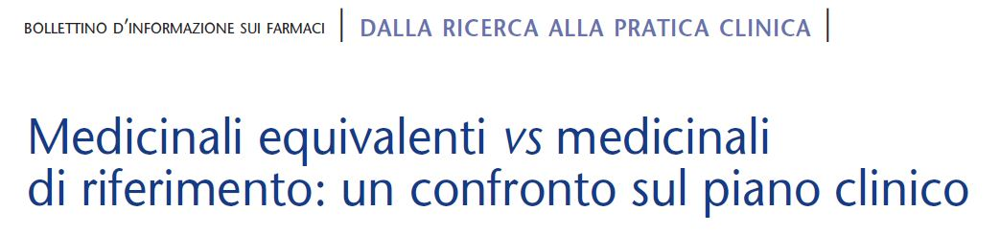 BOLLETTINO D'INFORMAZIONE SUI FARMACI | DALLA RICERCA ALLA PRATICA CLINICA |
Medicinali equivalenti vs medicinali
di riferimento: un confronto sul piano clinico